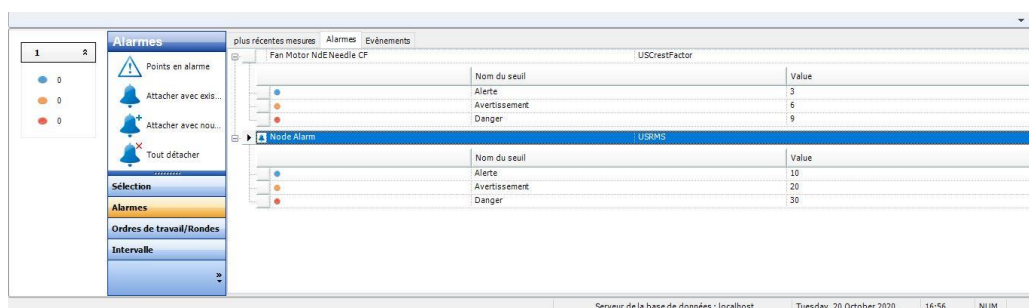 1
0
0
0
Alarmes
Points en alarme
Attacher avec exis...
Attacher avec nou...
Tout détacher
Sélection
Alarmes
Ordres de travail/Rondes
Intervalle
plus récentes mesures Alarmes Evènements
Fan Motor NdE Needle CF USCrestFactor
Nom du seuil Value
Alerte 3
Avertissement 6
Danger 9
Node Alarm USRMS
Nom du seuil Value
Alerte 10
Avertissement 20
Danger 30
Serveur de la base de données : localhost Tuesday, 20 October 2020 16:56 NUM